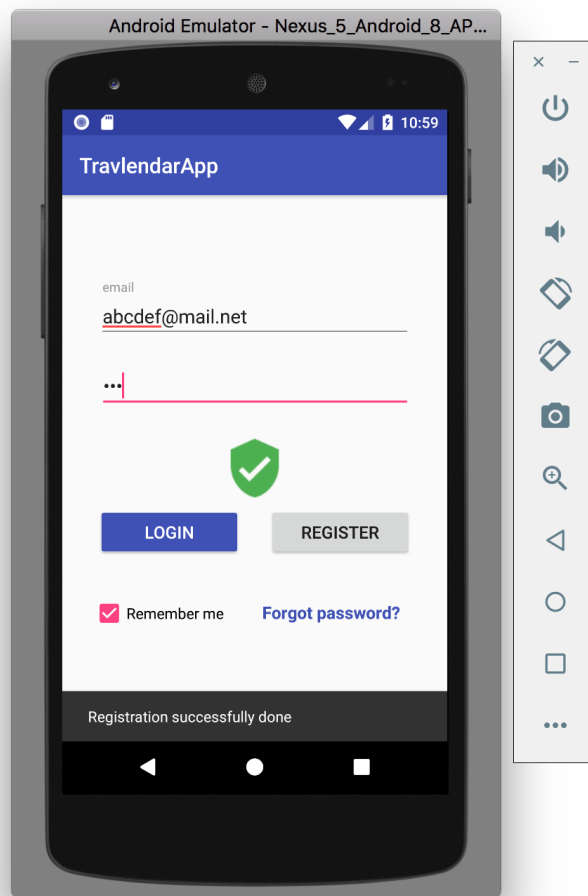 Android Emulator - Nexus_5_Android_8_AP...
10:59
TravlendarApp
email
abcdef@mail.net
•••
LOGIN
REGISTER
Remember me
Forgot password?
Registration successfully done